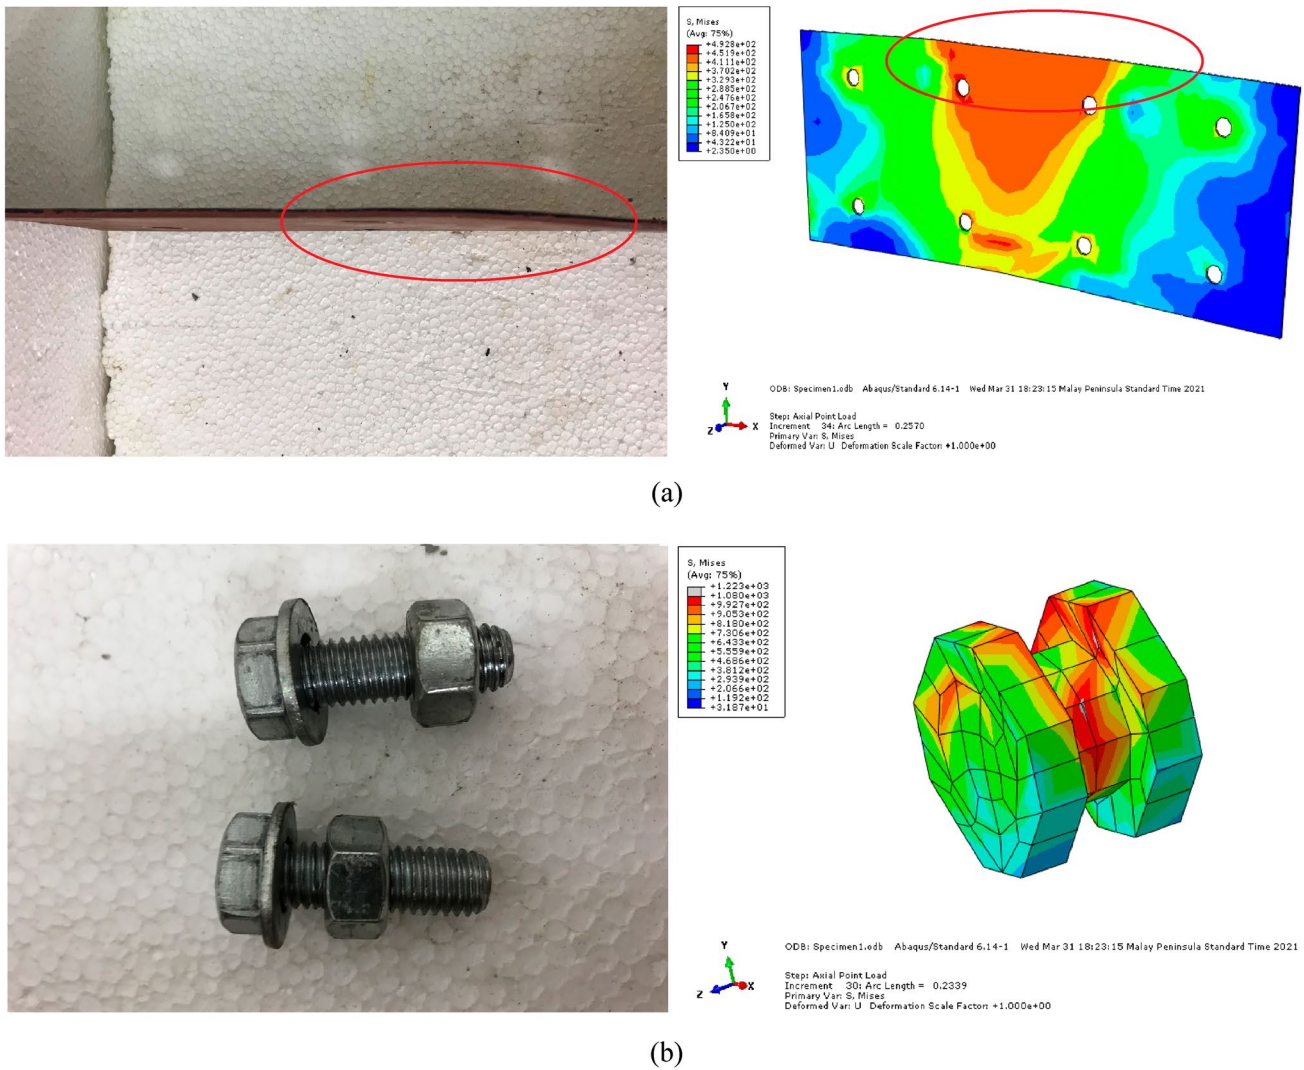 S, Mises
(Avg: 75%)
+4.928e+02
+4.519e+02
+4.111e+02
+3.702e+02
+3.293e+02
+2.885e+02
+2.476e+02
+2.067e+02
+1.658e+02
+1.250e+02
+8.409e+01
+4.322e+01
+2.350e+00
Y
X
Z
ODB: Specimen1.odb Abaqus/Standard 6.14-1 Wed Mar 31 18:23:15 Malay Peninsula Standard Time 2021
Step: Axial Point Load
Increment 34: Arc Length = 0.2570
Primary Var: S, Mises
Deformed Var: U Deformation Scale Factor: +1.000e+00
(a)
S, Mises
(Avg: 75%)
+1.223e+03
+1.080e+03
+9.927e+02
+9.053e+02
+8.180e+02
+7.306e+02
+6.433e+02
+5.559e+02
+4.686e+02
+3.812e+02
+2.939e+02
+2.066e+02
+1.192e+02
+3.187e+01
Y
X
Z
ODB: Specimen1.odb Abaqus/Standard 6.14-1 Wed Mar 31 18:23:15 Malay Peninsula Standard Time 2021
Step: Axial Point Load
Increment 30: Arc Length = 0.2339
Primary Var: S, Mises
Deformed Var: U Deformation Scale Factor: +1.000e+00
(b)